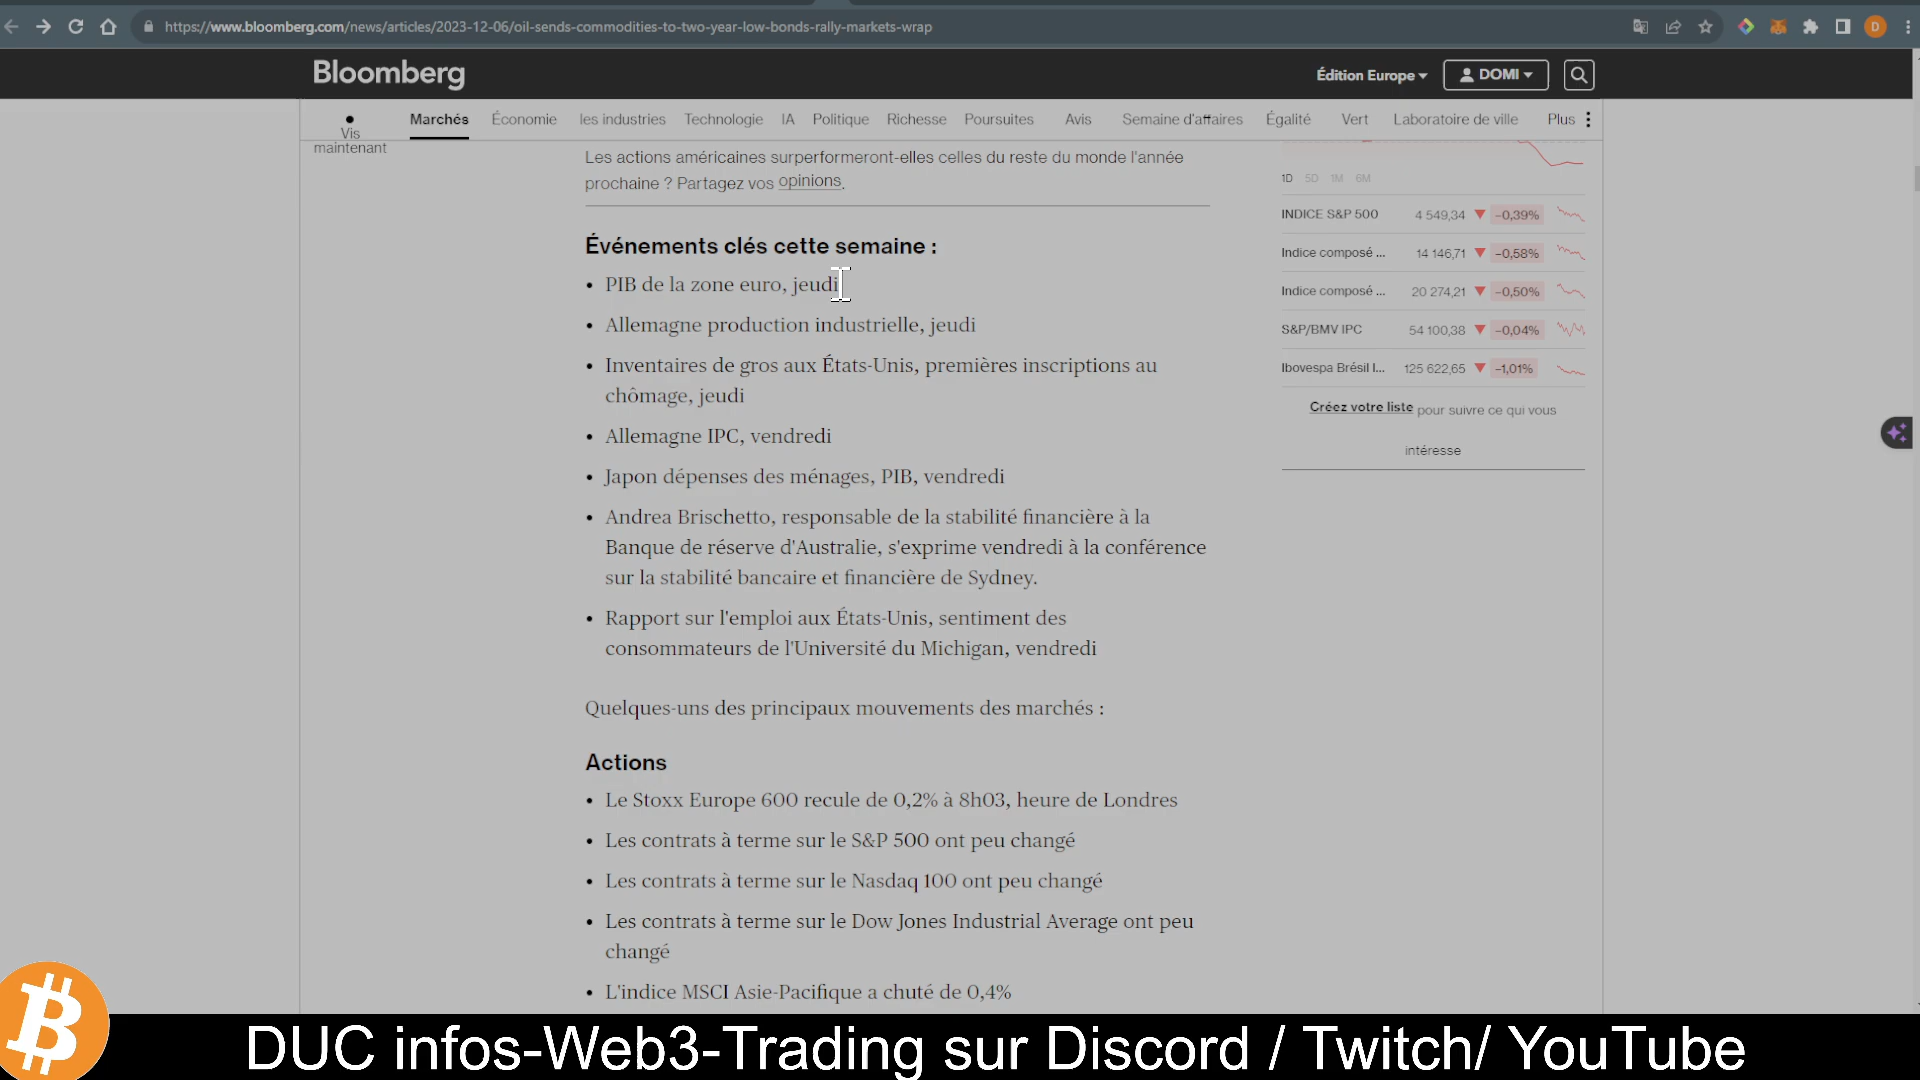 https://www.bloomberg.com/news/articles/2023-12-06/oil-sends-commodities-to-two-year-low-bonds-rally-markets-wrap
D
Bloomberg
Édition Europe
DOMI
Vis
maintenant
Marchés
Économie
les industries
Technologie
IA
Politique
Richesse
Poursuites
Avis
Semaine d'affaires
Égalité
Vert
Laboratoire de ville
Plus
Les actions américaines surperformeront-elles celles du reste du monde l'année
prochaine ? Partagez vos opinions.
Événements clés cette semaine :
• PIB de la zone euro, jeudi
• Allemagne production industrielle, jeudi
• Inventaires de gros aux États-Unis, premières inscriptions au
chômage, jeudi
• Allemagne IPC, vendredi
• Japon dépenses des ménages, PIB, vendredi
• Andrea Brischetto, responsable de la stabilité financière à la
Banque de réserve d'Australie, s'exprime vendredi à la conférence
sur la stabilité bancaire et financière de Sydney.
• Rapport sur l'emploi aux États-Unis, sentiment des
consommateurs de l'Université du Michigan, vendredi
Quelques-uns des principaux mouvements des marchés :
Actions
• Le Stoxx Europe 600 recule de 0,2% à 8h03, heure de Londres
• Les contrats à terme sur le S&P 500 ont peu changé
• Les contrats à terme sur le Nasdaq 100 ont peu changé
• Les contrats à terme sur le Dow Jones Industrial Average ont peu
changé
• L'indice MSCI Asie-Pacifique a chuté de 0,4%
1D 5D 1M 6M
INDICE S&P 500 4 549,34 ▼ -0,39%
Indice composé ... 14 146,71 ▼ -0,58%
Indice composé ... 20 274,21 ▼ -0,50%
S&P/BMV IPC 54 100,38 ▼ -0,04%
Ibovespa Brésil I... 125 622,65 ▼ -1,01%
Créez votre liste pour suivre ce qui vous
intéresse
DUC infos-Web3-Trading sur Discord / Twitch/ YouTube